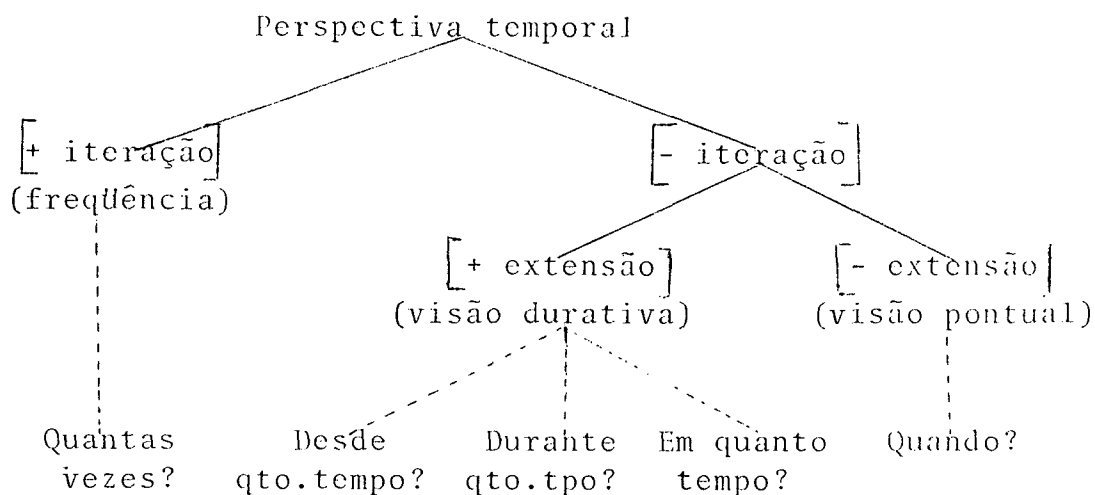 Perspectiva temporal
[+ iteração] [- iteração]
(freqüência)
[+ extensão] [- extensão]
(visão durativa) (visão pontual)
Quantas Desde Durante Em quanto Quando?
vezes? qto.tempo? qto.tpo? tempo?